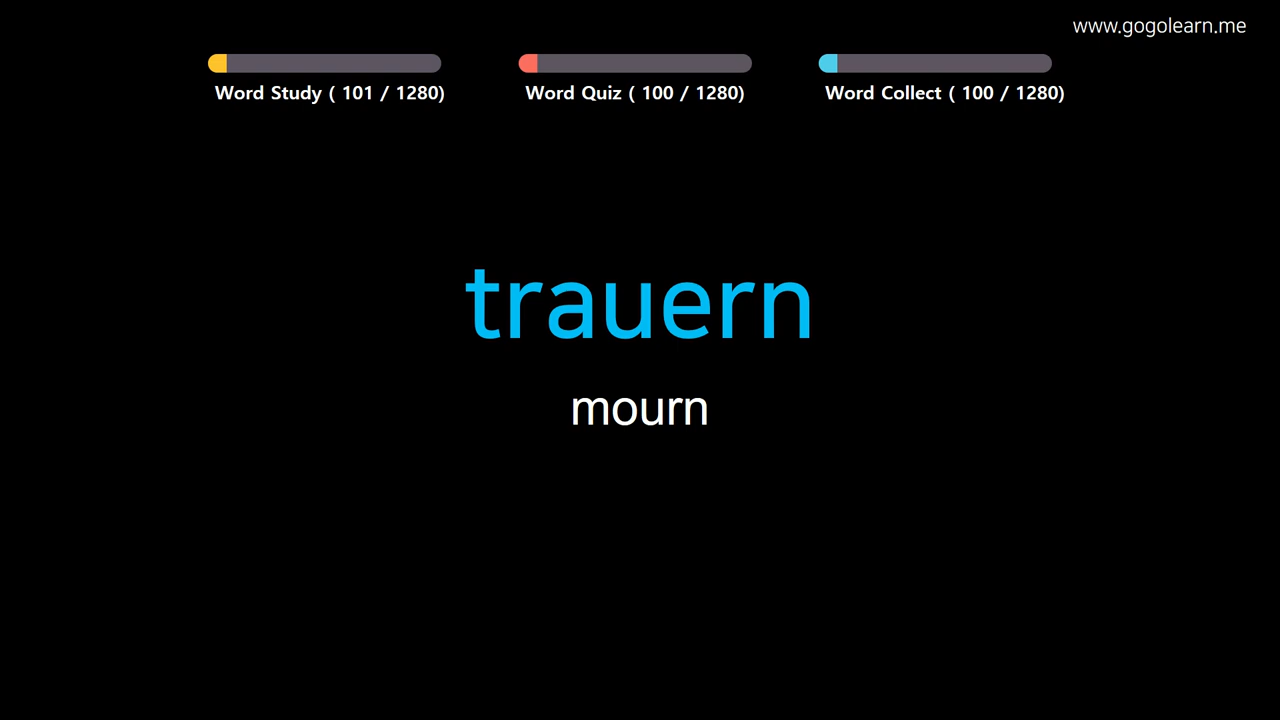 www.gogolearn.me
Word Study ( 101 / 1280)
Word Quiz ( 100 / 1280)
Word Collect ( 100 / 1280)
trauern
mourn